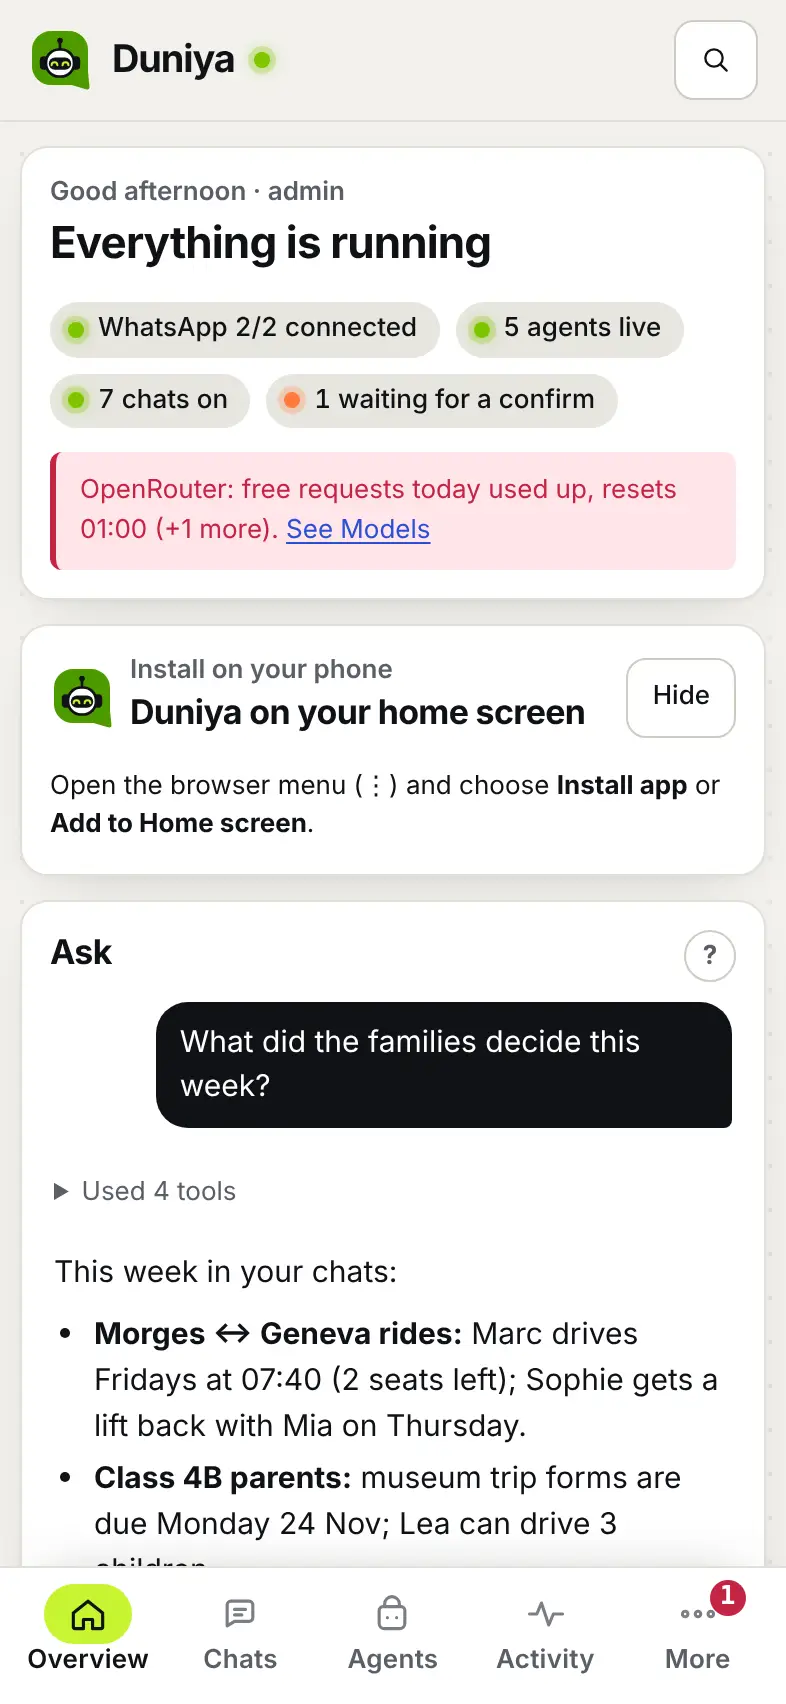 Duniya
Good afternoon · admin
Everything is running
WhatsApp 2/2 connected
5 agents live
7 chats on
1 waiting for a confirm
OpenRouter: free requests today used up, resets
01:00 (+1 more). See Models
Install on your phone
Duniya on your home screen
Hide
Open the browser menu (⋮) and choose Install app or
Add to Home screen.
Ask
?
What did the families decide this
week?
▶ Used 4 tools
This week in your chats:
• Morges ↔ Geneva rides: Marc drives
Fridays at 07:40 (2 seats left); Sophie gets a
lift back with Mia on Thursday.
• Class 4B parents: museum trip forms are
due Monday 24 Nov; Lea can drive 3
children
1
Overview
Chats
Agents
Activity
More